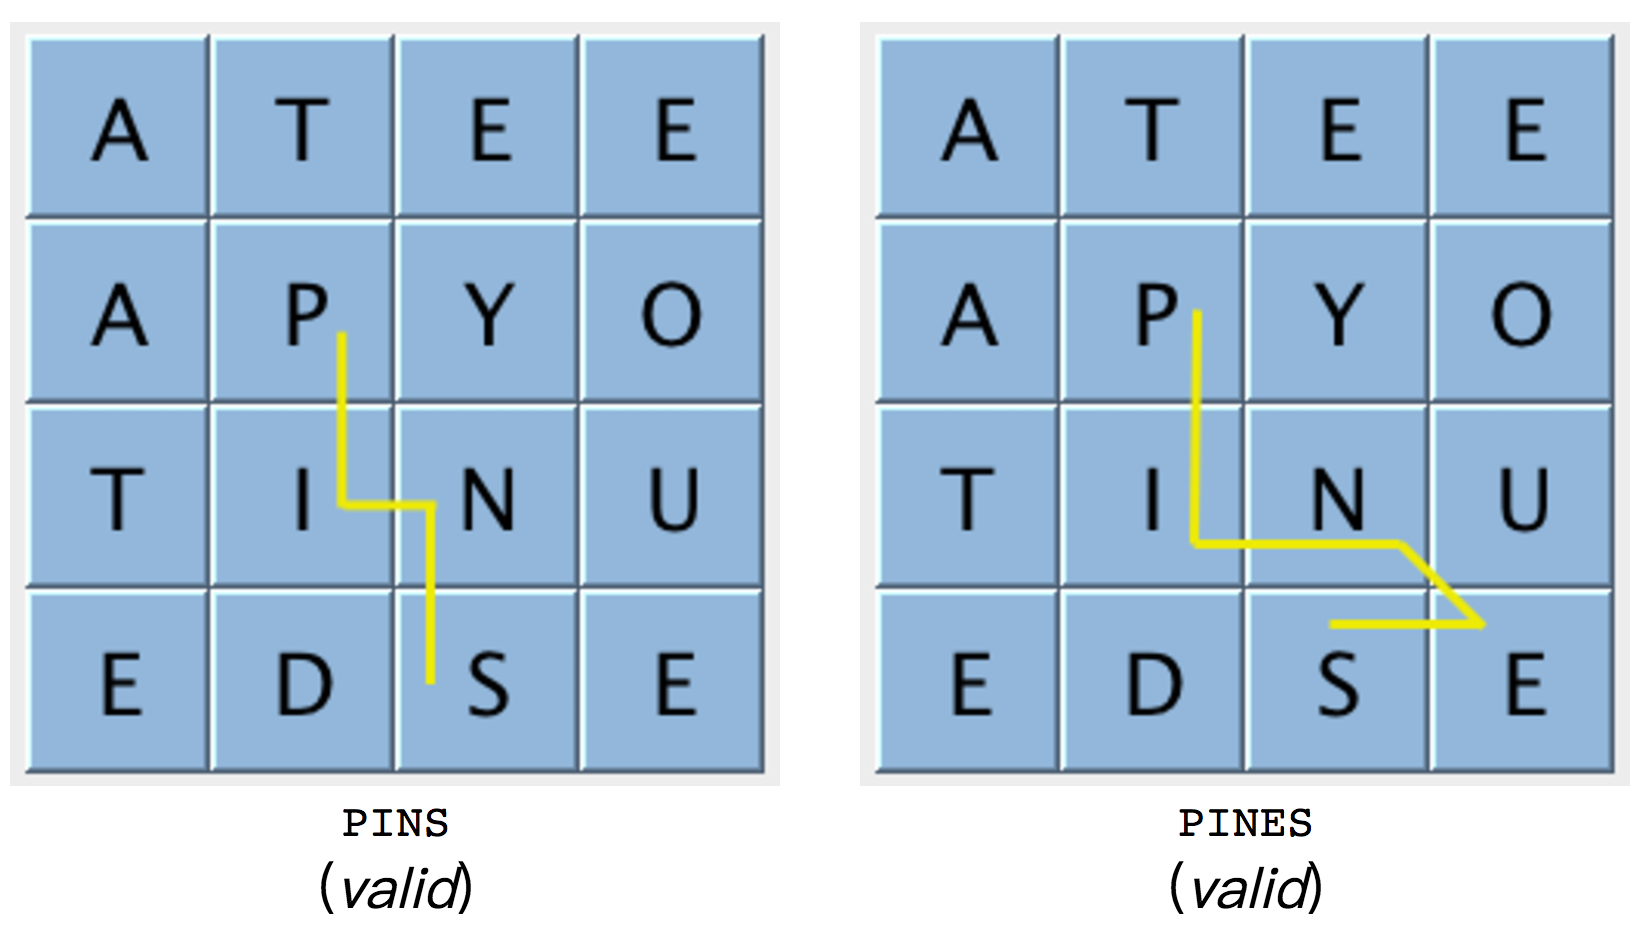 A T E E A T E E
A P Y O A P Y O
T I N U T I N U
E D S E E D S E
PINS PINES
(valid) (valid)